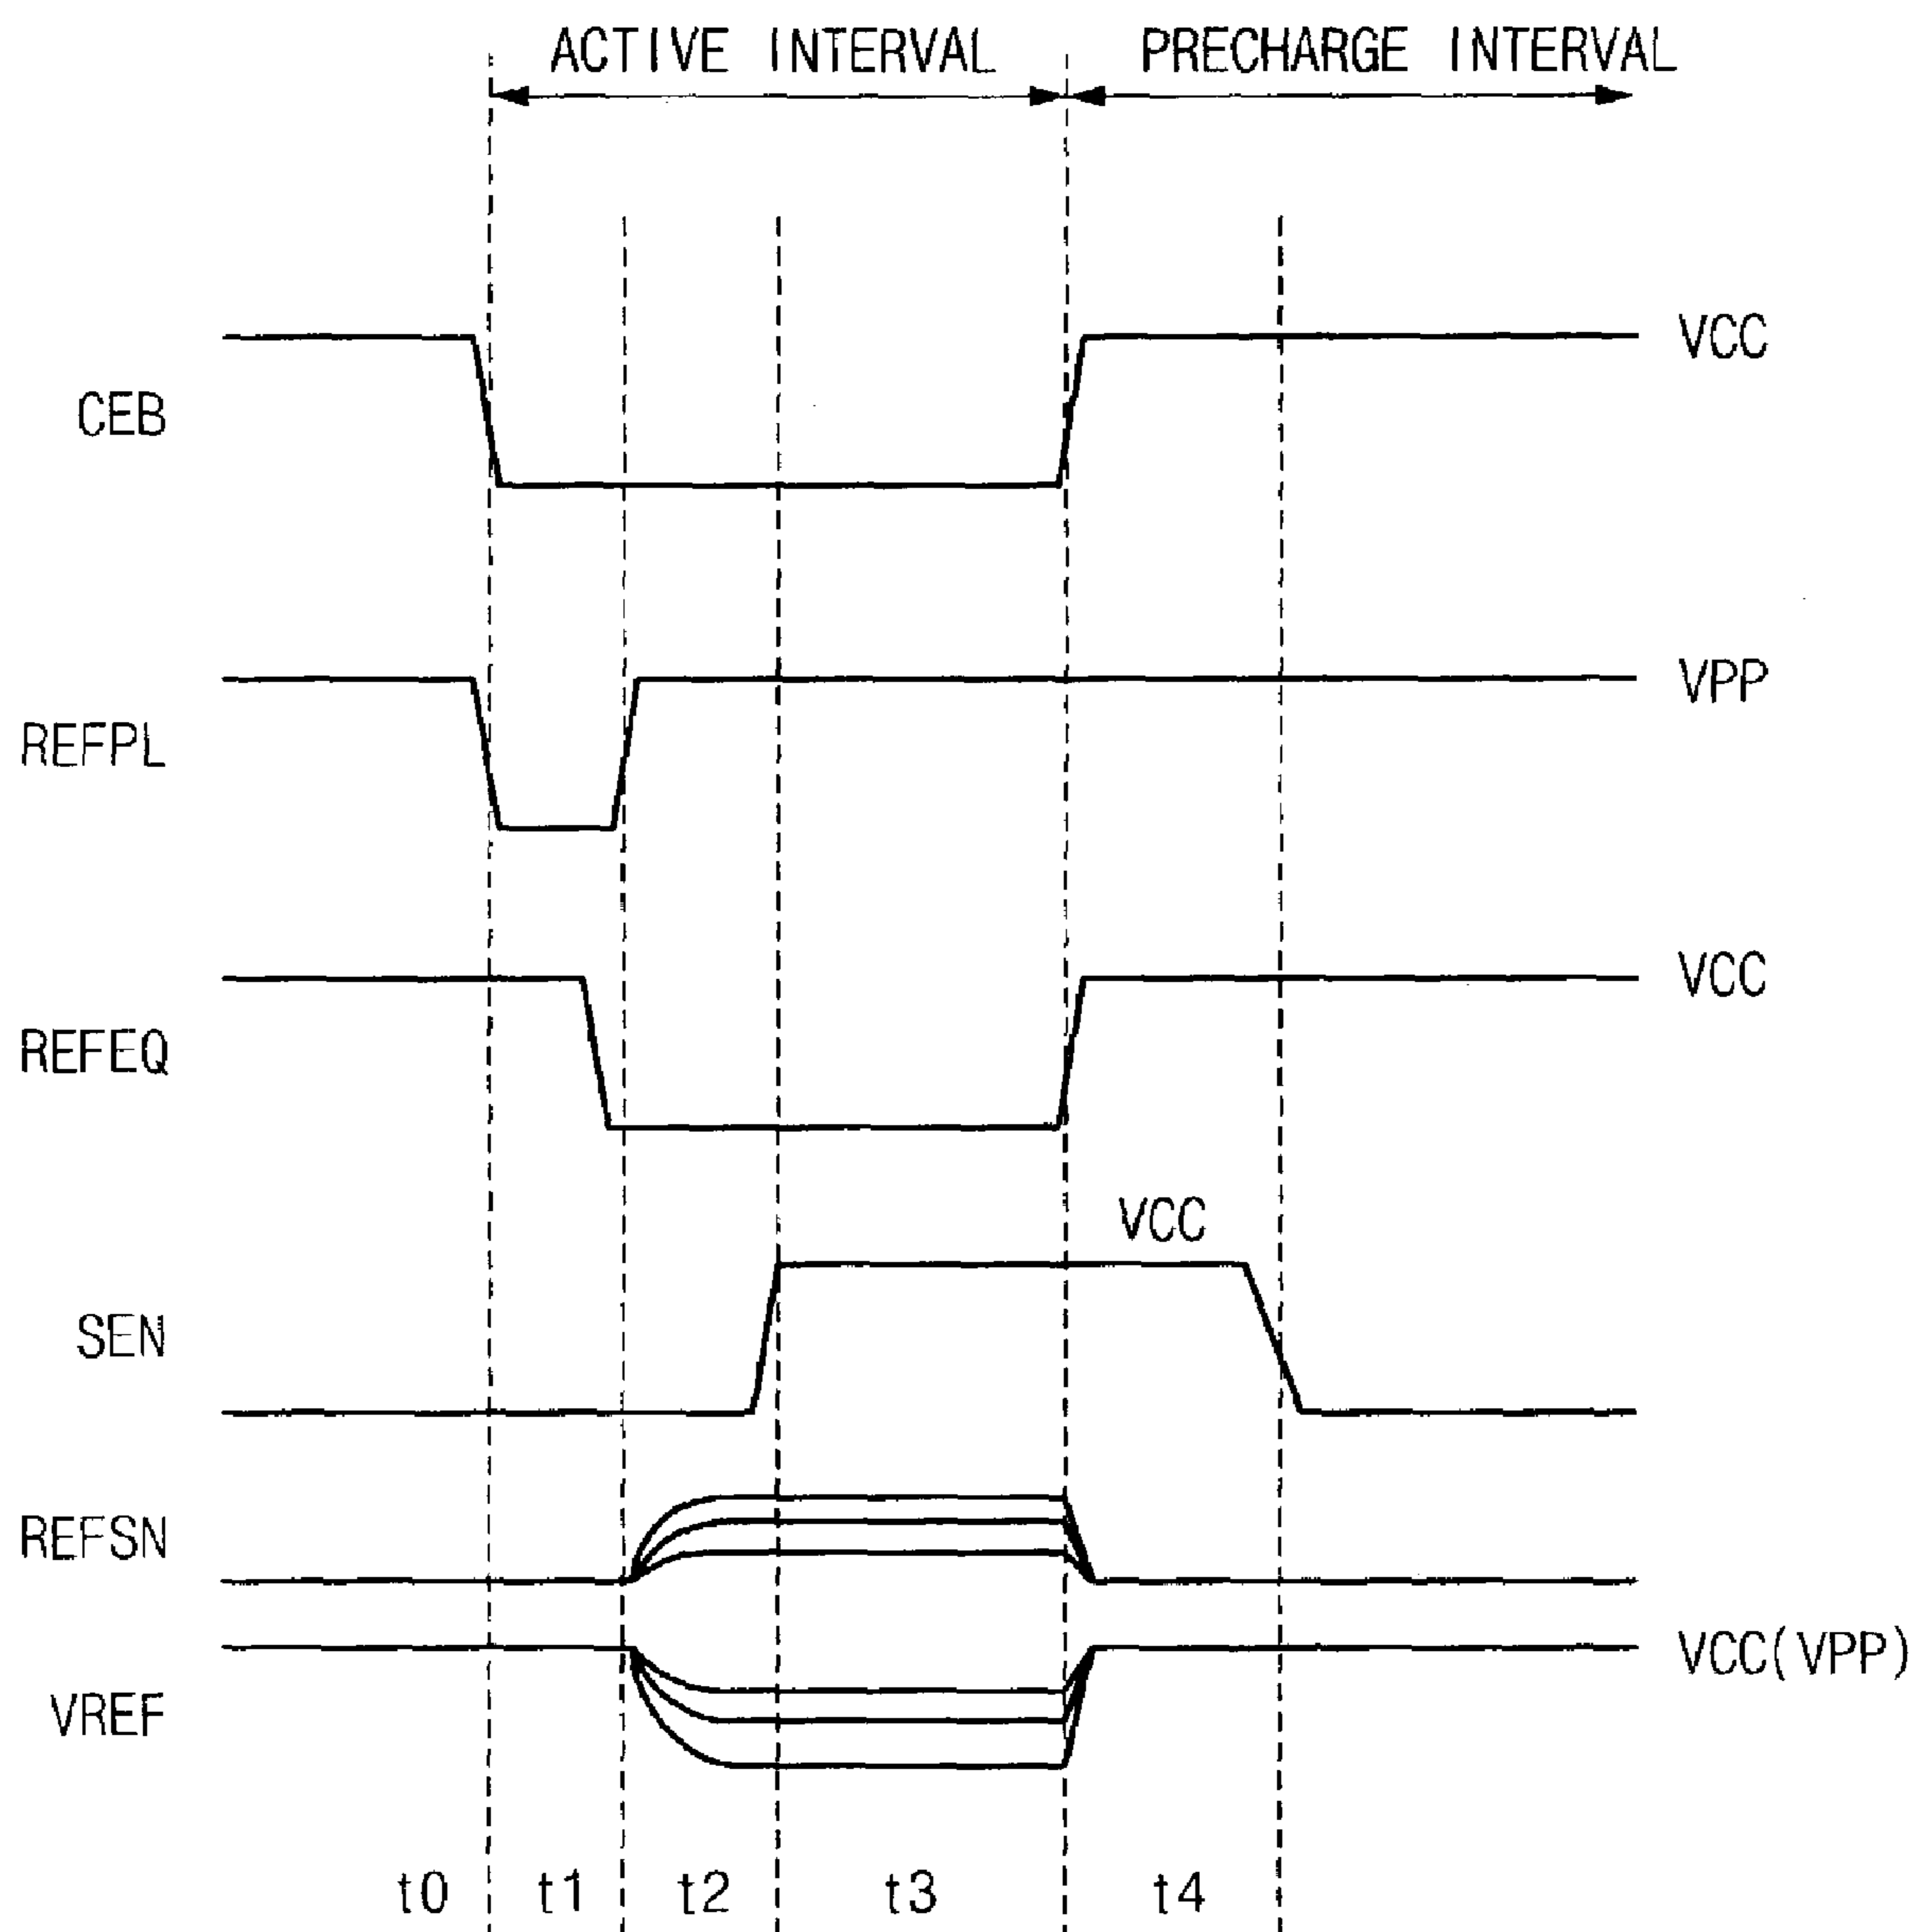 ACTIVE INTERVAL PRECHARGE INTERVAL
VCC
CEB
VPP
REFPL
VCC
REFEQ
VCC
SEN
REFSN
VCC(VPP)
VREF
t0 t1 t2 t3 t4